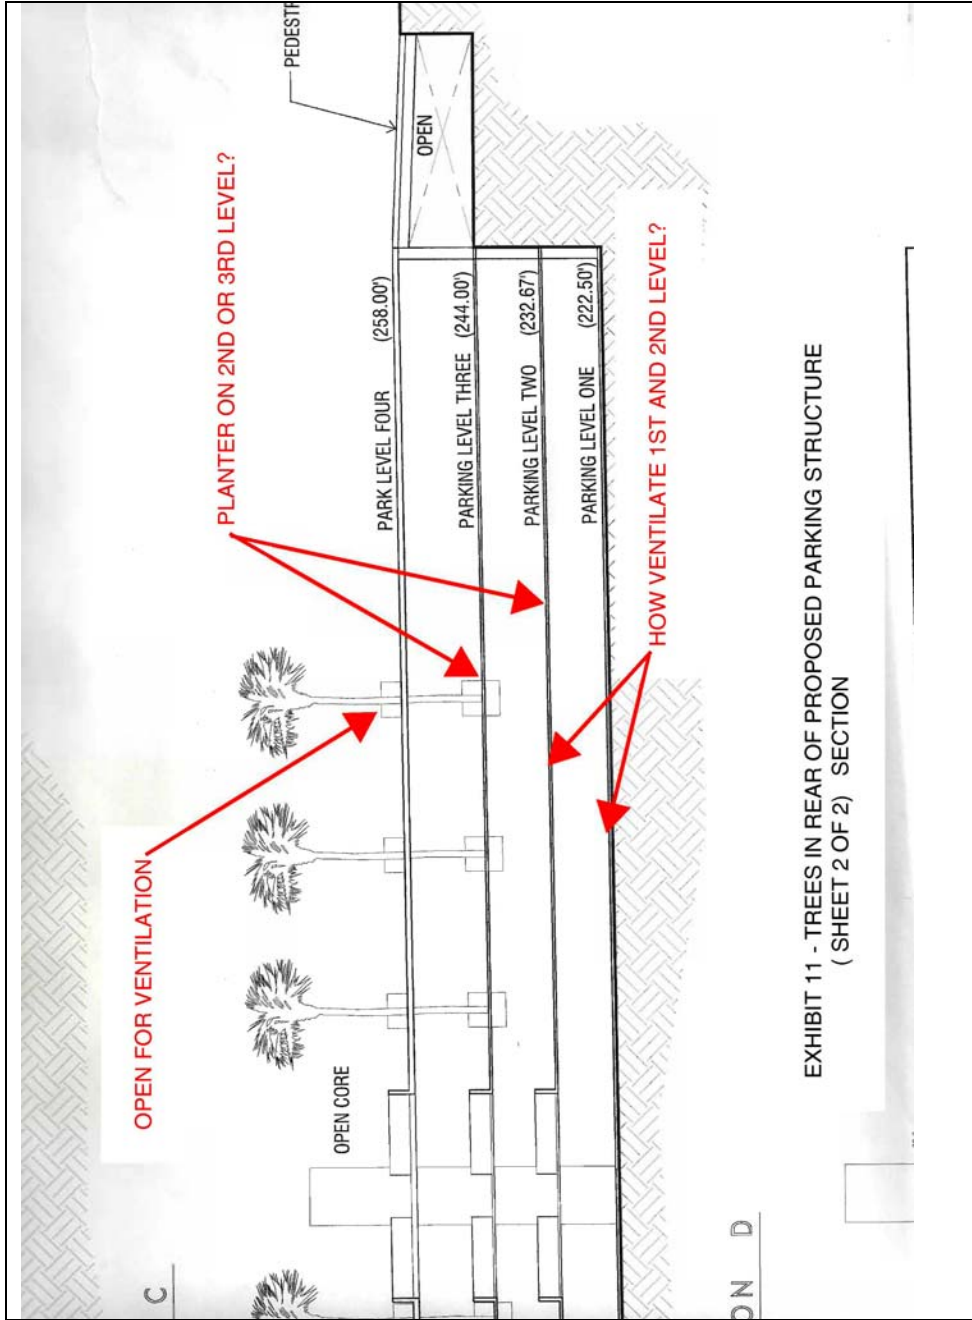 C
OPEN FOR VENTILATION
PLANTER ON 2ND OR 3RD LEVEL?
PEDESTR
OPEN CORE
PARK LEVEL FOUR (258.00')
OPEN
PARKING LEVEL THREE (244.00')
PARKING LEVEL TWO (232.67')
PARKING LEVEL ONE (222.50')
HOW VENTILATE 1ST AND 2ND LEVEL?
ON D
EXHIBIT 11 - TREES IN REAR OF PROPOSED PARKING STRUCTURE
( SHEET 2 OF 2) SECTION